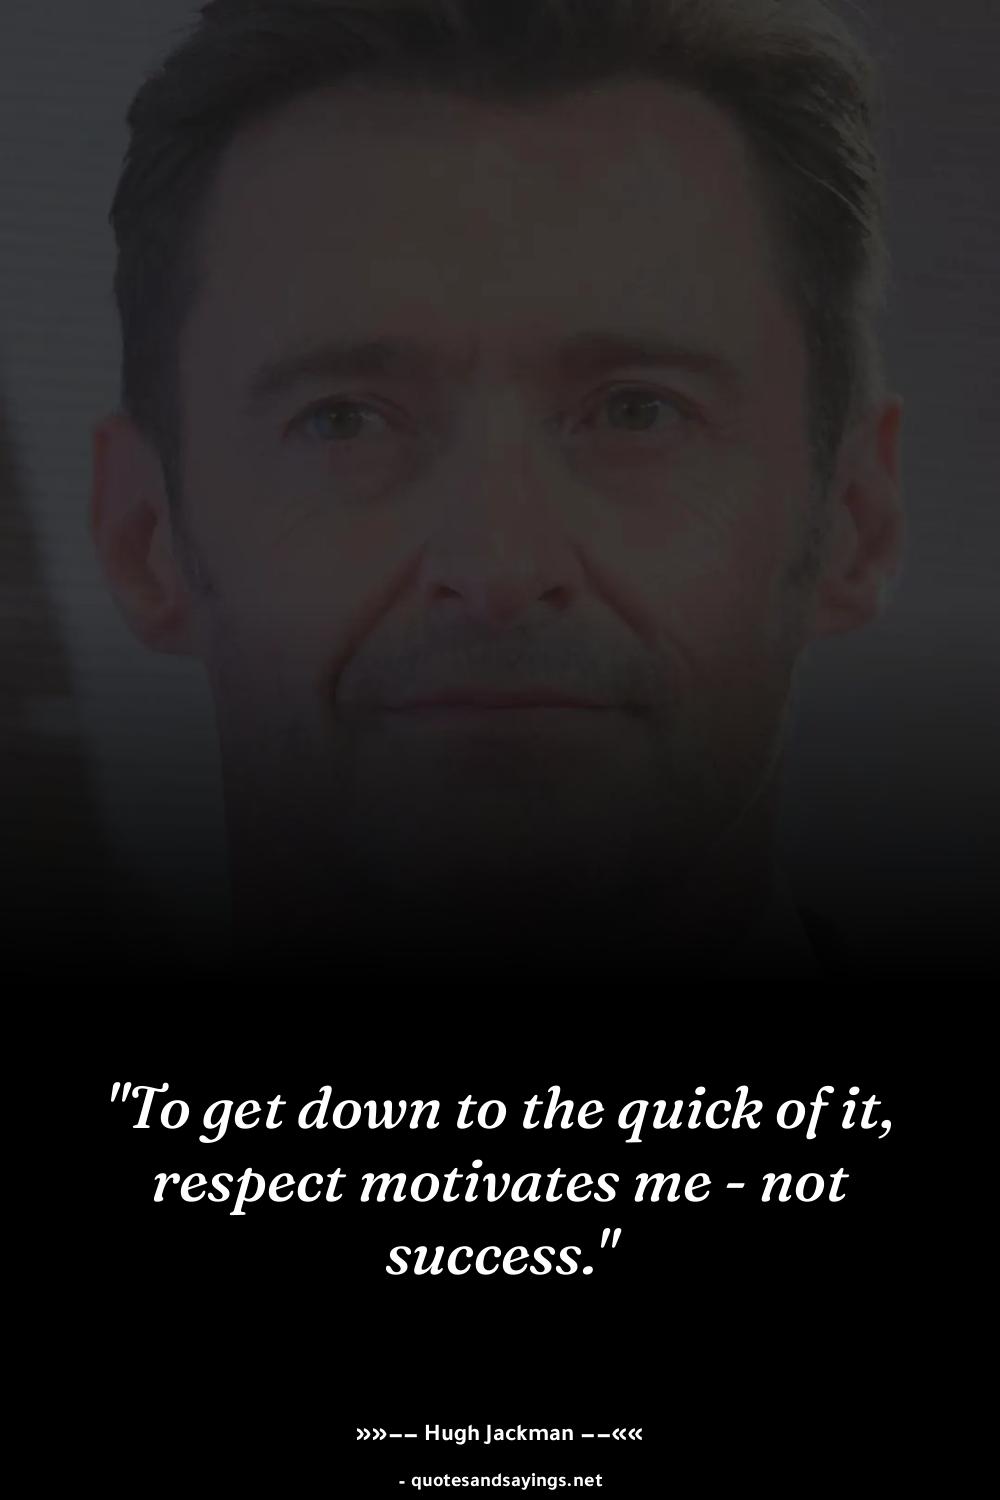 "To get down to the quick of it,
respect motivates me - not
success."
»»−− Hugh Jackman −−««
- quotesandsayings.net